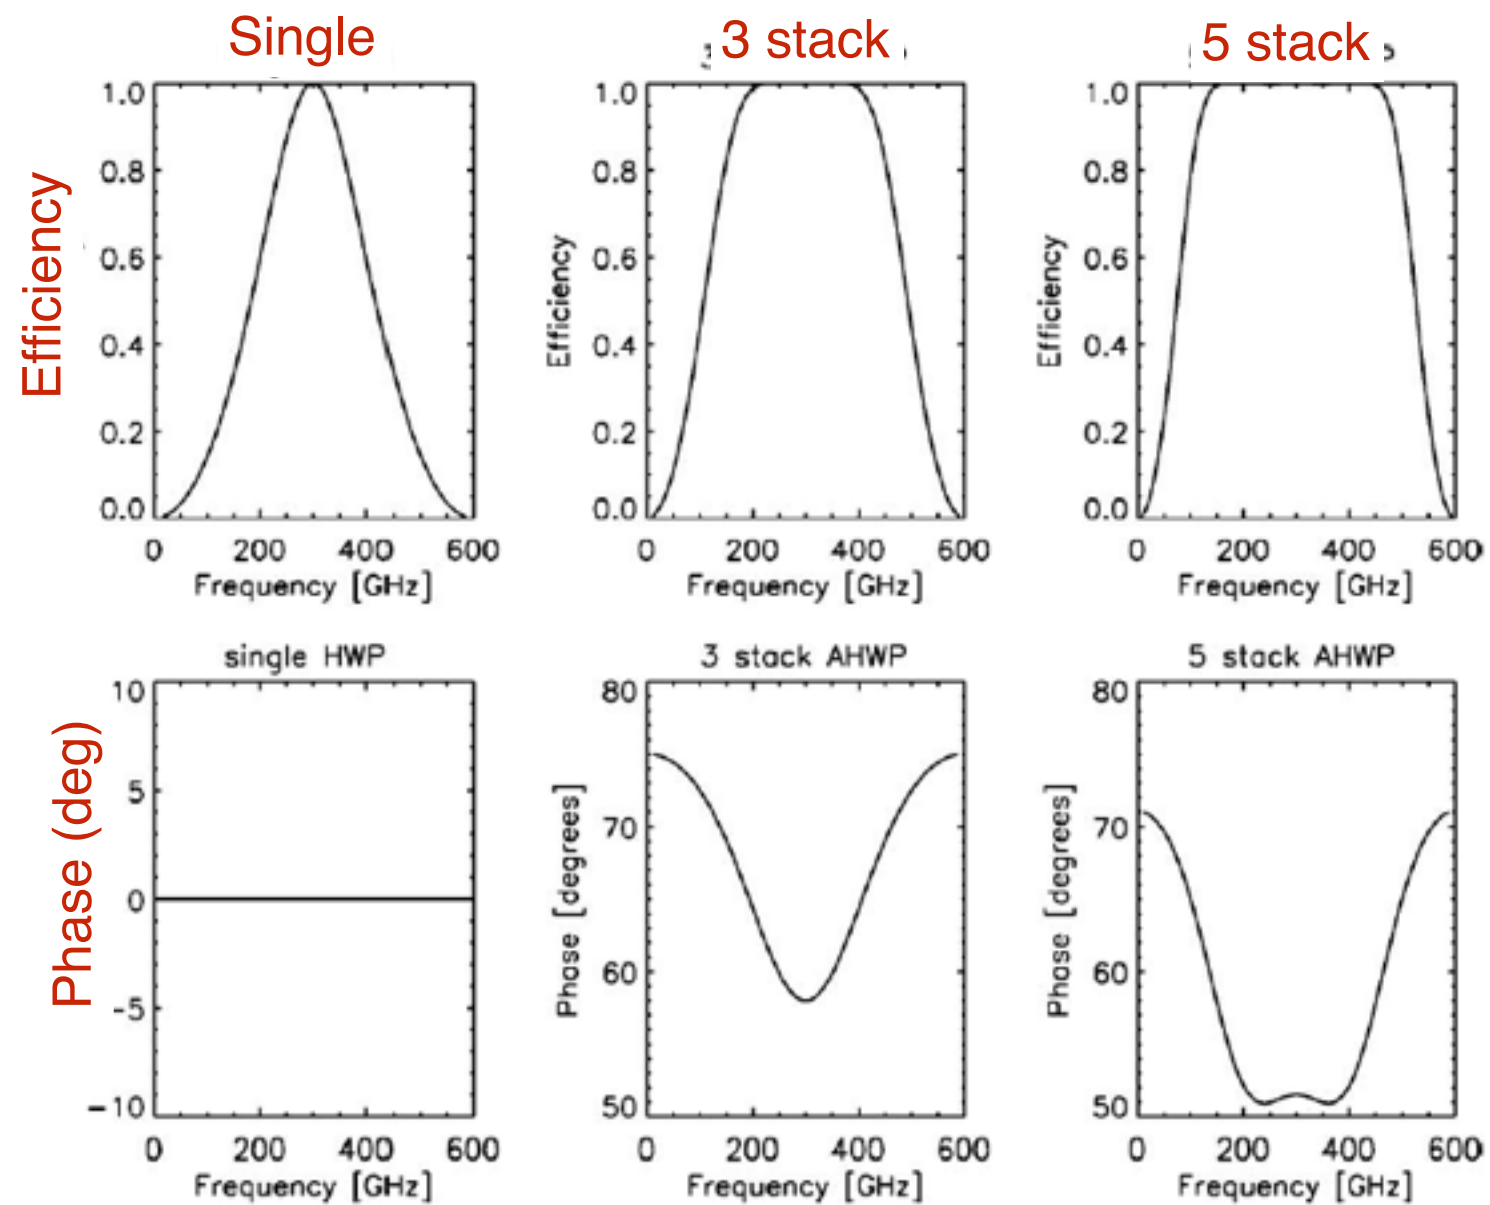 Single
3 stack
5 stack
Efficiency
1.0
0.8
0.6
0.4
0.2
0.0
0 200 400 600
Frequency [GHz]
Efficiency
1.0
0.8
0.6
0.4
0.2
0.0
0 200 400 600
Frequency [GHz]
Efficiency
1.0
0.8
0.6
0.4
0.2
0.0
0 200 400 600
Frequency [GHz]
Phase (deg)
single HWP
10
5
0
-5
-10
0 200 400 600
Frequency [GHz]
3 stack AHWP
Phase [degrees]
80
70
60
50
0 200 400 600
Frequency [GHz]
5 stack AHWP
Phase [degrees]
80
70
60
50
0 200 400 600
Frequency [GHz]